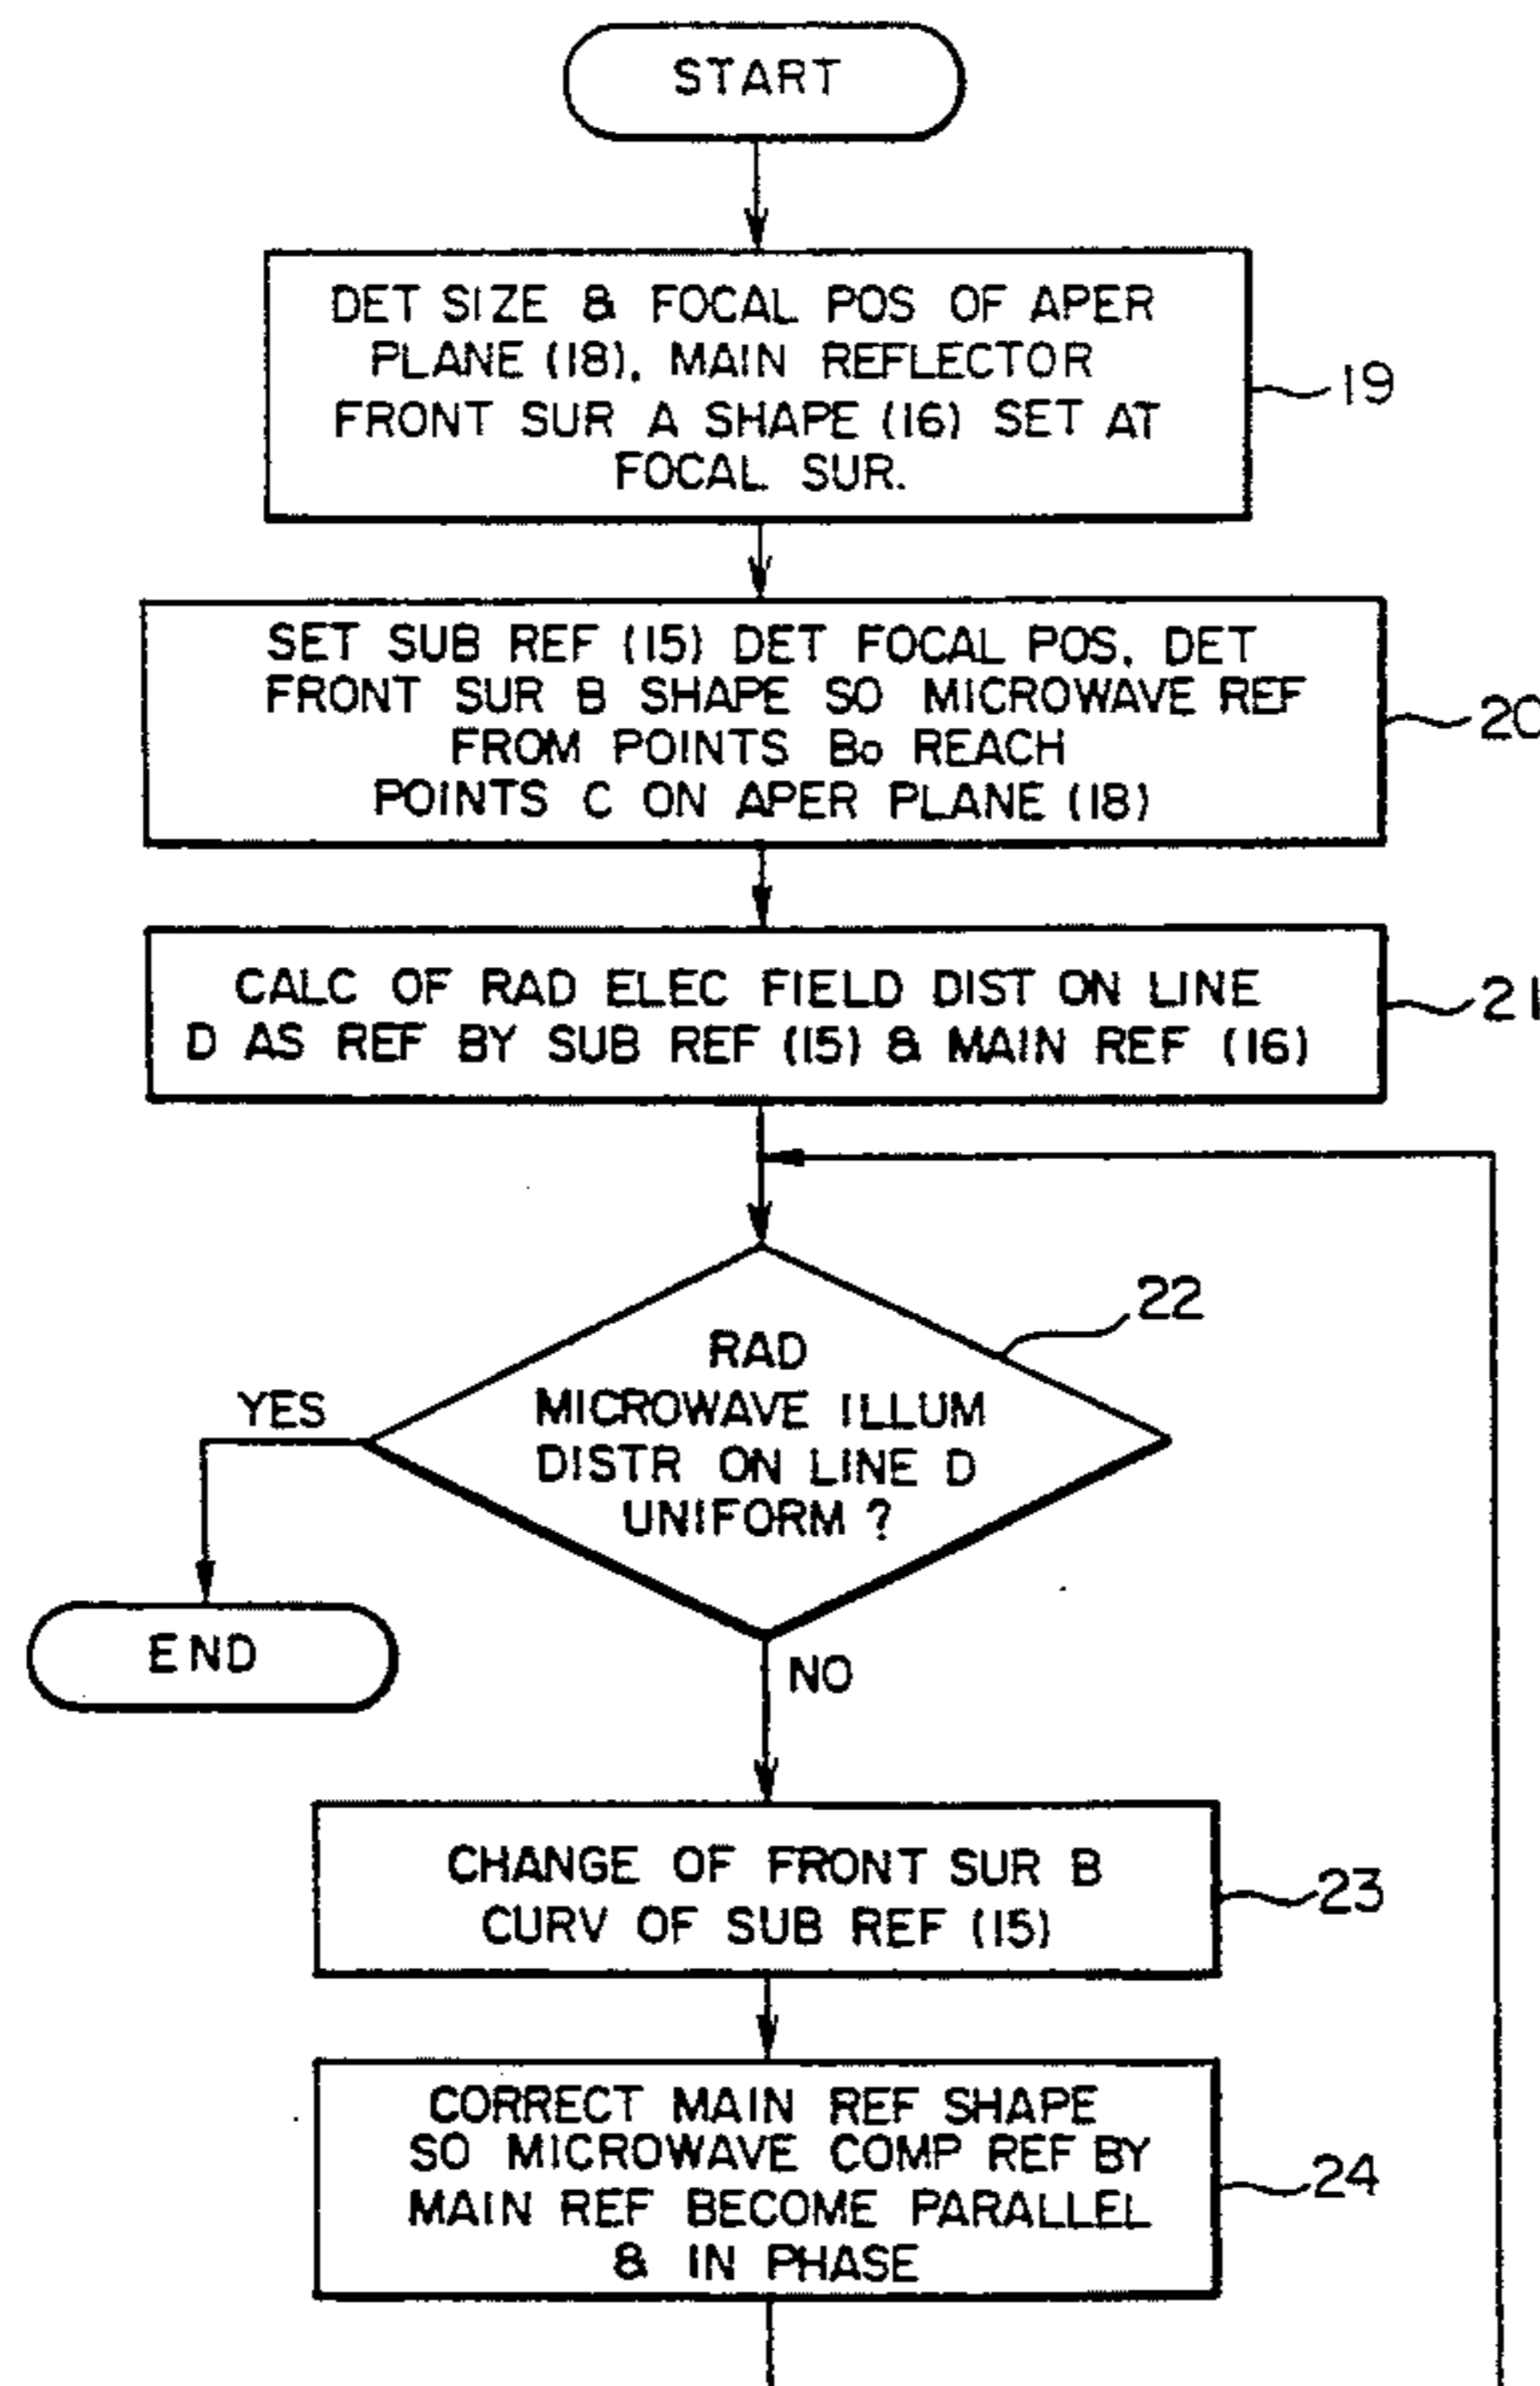 START
DET SIZE & FOCAL POS OF APER
PLANE (18). MAIN REFLECTOR
FRONT SUR A SHAPE (16) SET AT
FOCAL SUR.
19
SET SUB REF (15) DET FOCAL POS. DET
FRONT SUR B SHAPE SO MICROWAVE REF
FROM POINTS Bo REACH
POINTS C ON APER PLANE (18)
20
CALC OF RAD ELEC FIELD DIST ON LINE
D AS REF BY SUB REF (15) & MAIN REF (16)
21
RAD
MICROWAVE ILLUM
DISTR ON LINE D
UNIFORM ?
22
YES
END
NO
CHANGE OF FRONT SUR B
CURV OF SUB REF (15)
23
CORRECT MAIN REF SHAPE
SO MICROWAVE COMP REF BY
MAIN REF BECOME PARALLEL
& IN PHASE
24